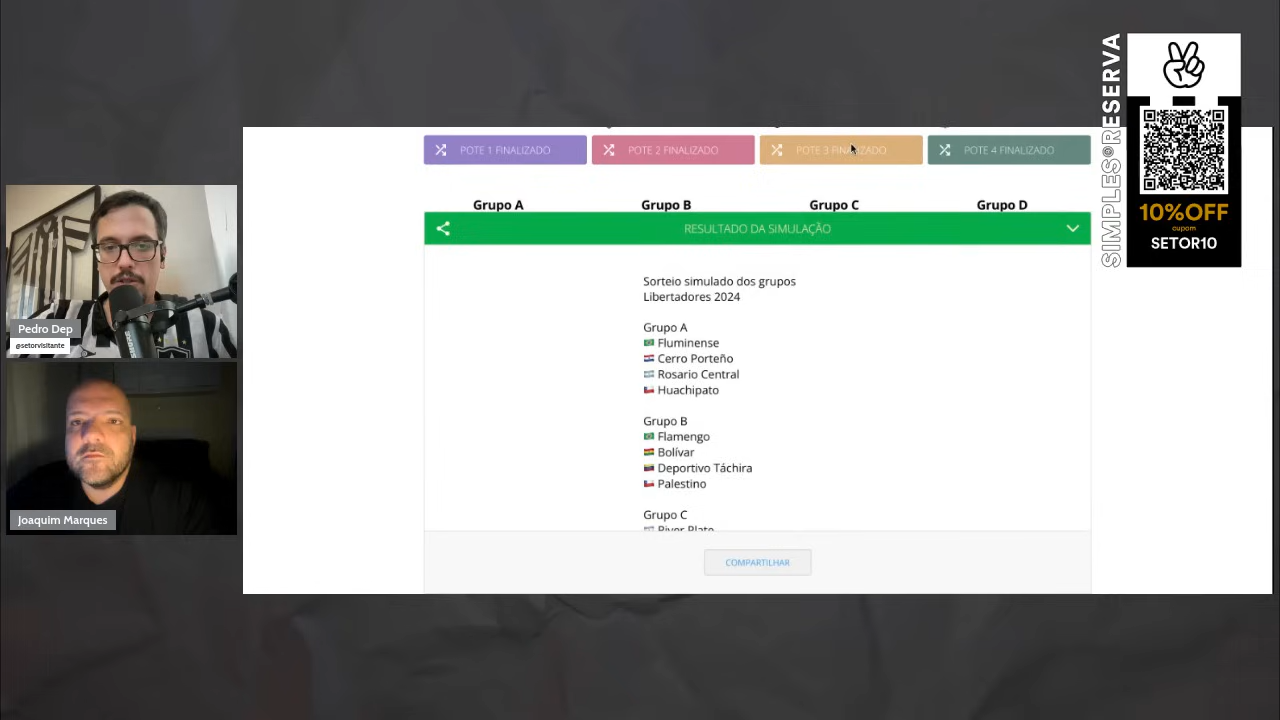 POTE 1 FINALIZADO
POTE 2 FINALIZADO
POTE 3 FINALIZADO
POTE 4 FINALIZADO
Grupo A
Grupo B
Grupo C
Grupo D
RESULTADO DA SIMULAÇÃO
Sorteio simulado dos grupos
Libertadores 2024
Grupo A
Fluminense
Cerro Porteño
Rosario Central
Huachipato
Grupo B
Flamengo
Bolívar
Deportivo Táchira
Palestino
Grupo C
River Plate
COMPARTILHAR
Pedro Dep
@setorvisitante
Joaquim Marques
SIMPLES@RESERVA
10%OFF
cupom
SETOR10